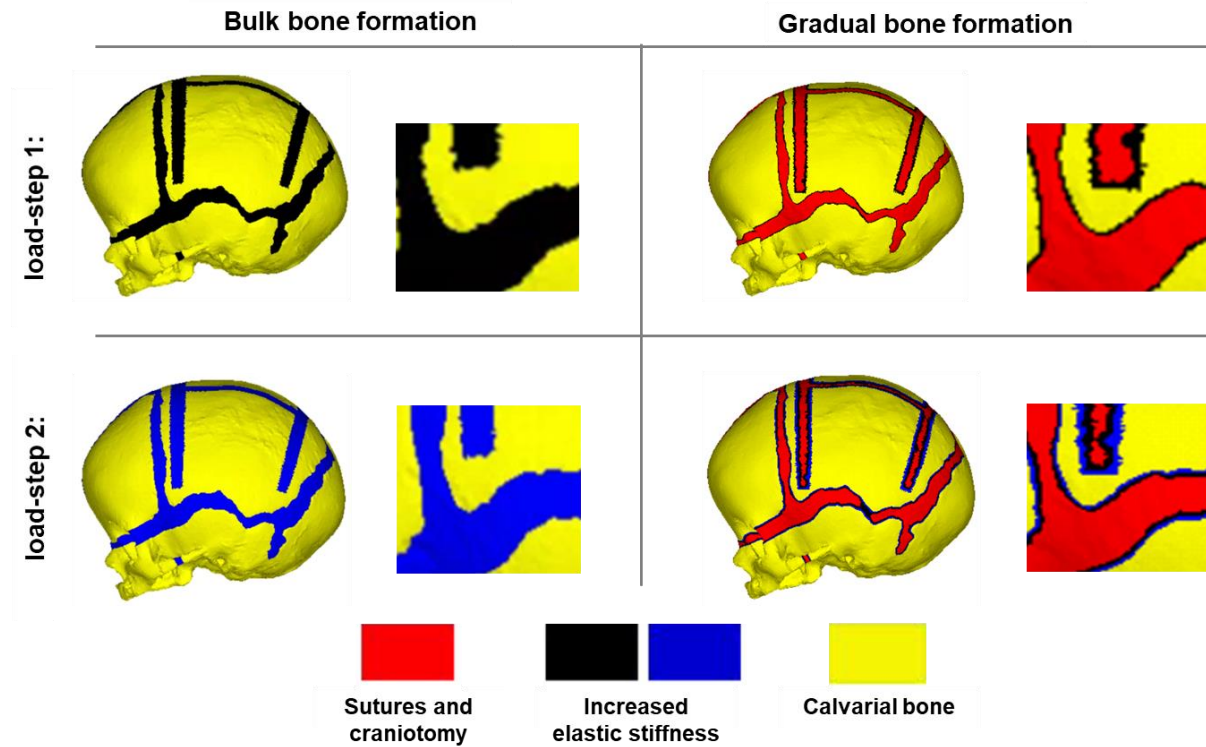 Bulk bone formation
Gradual bone formation
load-step 1:
load-step 2:
Sutures and
craniotomy
Increased
elastic stiffness
Calvarial bone